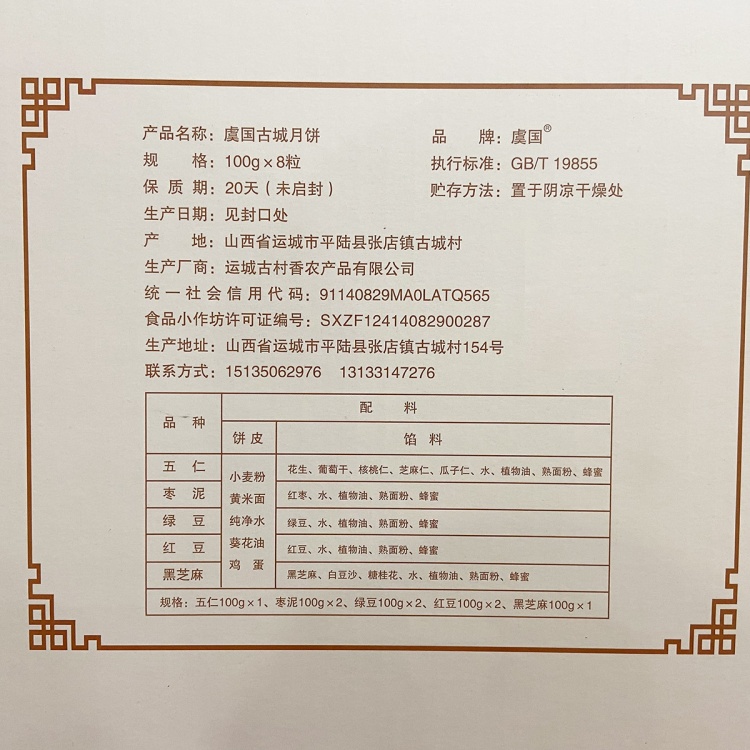 产品名称：虞国古城月饼 品 牌：虞国®
规 格：100g×8粒 执行标准：GB/T 19855
保 质 期：20天（未启封） 贮存方法：置于阴凉干燥处
生产日期：见封口处
产 地：山西省运城市平陆县张店镇古城村
生产厂商：运城古村香农产品有限公司
统一社会信用代码：91140829MA0LATQ565
食品小作坊许可证编号：SXZF12414082900287
生产地址：山西省运城市平陆县张店镇古城村154号
联系方式：15135062976 13133147276
品 种 配 料
饼皮 馅 料
五 仁 花生、葡萄干、核桃仁、芝麻仁、瓜子仁、水、植物油、熟面粉、蜂蜜
小麦粉
枣 泥 红枣、水、植物油、熟面粉、蜂蜜
黄米面
绿 豆 纯净水 绿豆、水、植物油、熟面粉、蜂蜜
红 豆 葵花油 红豆、水、植物油、熟面粉、蜂蜜
黑芝麻 鸡 蛋 黑芝麻、白豆沙、糖桂花、水、植物油、熟面粉、蜂蜜
规格：五仁100g×1、枣泥100g×2、绿豆100g×2、红豆100g×2、黑芝麻100g×1